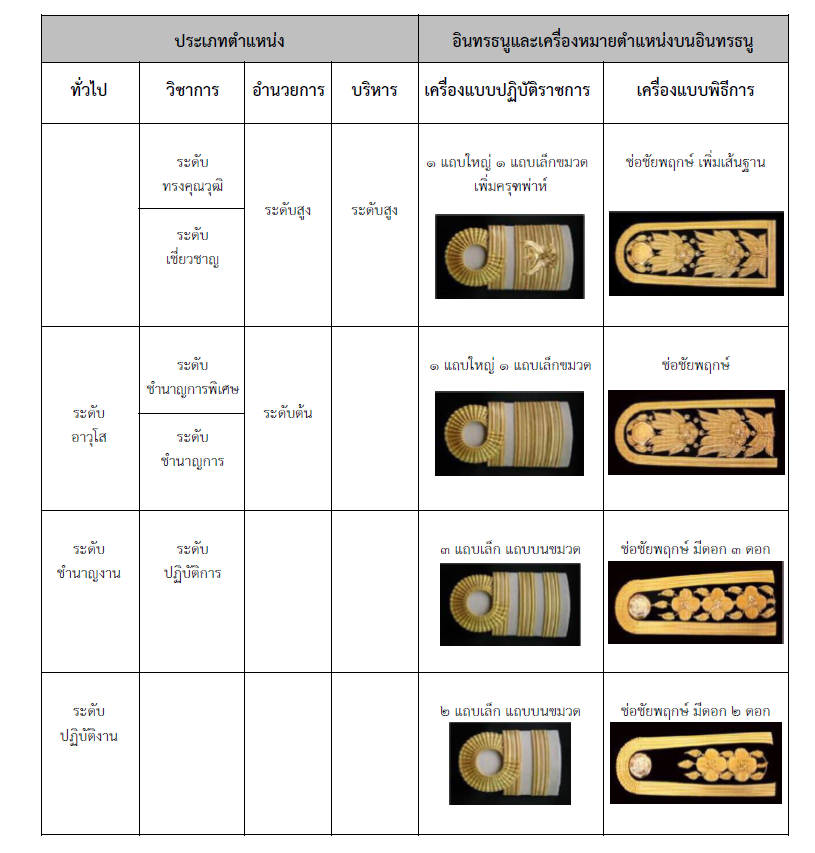 ประเภทตำแหน่ง
อินทรธนูและเครื่องหมายตำแหน่งบนอินทรธนู
ทั่วไป
วิชาการ
อำนวยการ
บริหาร
เครื่องแบบปฏิบัติราชการ
เครื่องแบบพิธีการ
ระดับ
ทรงคุณวุฒิ
ระดับ
เชี่ยวชาญ
ระดับสูง
ระดับสูง
๑ แถบใหญ่ ๑ แถบเล็กขมวด
เพิ่มครุฑพ่าห์
ช่อชัยพฤกษ์ เพิ่มเส้นฐาน
ระดับ
อาวุโส
ระดับ
ชำนาญการพิเศษ
ระดับ
ชำนาญการ
ระดับต้น
๑ แถบใหญ่ ๑ แถบเล็กขมวด
ช่อชัยพฤกษ์
ระดับ
ชำนาญงาน
ระดับ
ปฏิบัติการ
๓ แถบเล็ก แถบบนขมวด
ช่อชัยพฤกษ์ มีดอก ๓ ดอก
ระดับ
ปฏิบัติงาน
๒ แถบเล็ก แถบบนขมวด
ช่อชัยพฤกษ์ มีดอก ๒ ดอก